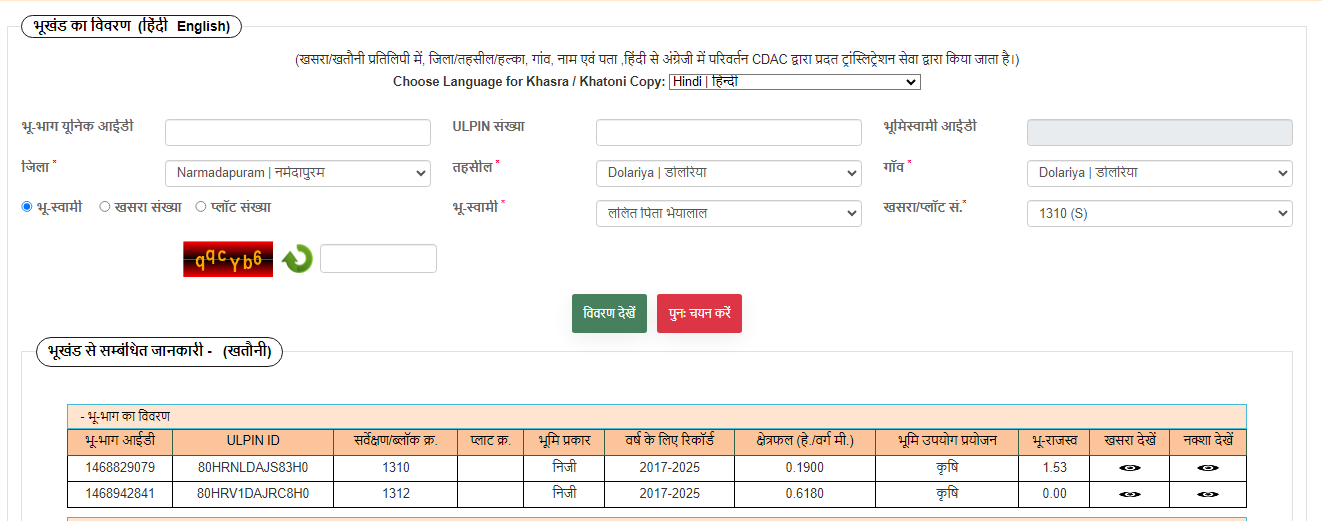 भूखंड का विवरण (हिंदी English)
(खसरा/खतौनी प्रतिलिपी में, जिला/तहसील/हल्का, गांव, नाम एवं पता ,हिंदी से अंग्रेजी में परिवर्तन CDAC द्वारा प्रदत ट्रांस्लिट्रेशन सेवा द्वारा किया जाता है।)
Choose Language for Khasra / Khatoni Copy: Hindi | हिन्दी
भू-भाग यूनिक आईडी ULPIN संख्या भूमिस्वामी आईडी
जिला * Narmadapuram | नर्मदापुरम तहसील * Dolariya | डोलरिया गाँव * Dolariya | डोलरिया
भू-स्वामी खसरा संख्या प्लॉट संख्या भू-स्वामी * ललित पिता भैयालाल खसरा/प्लॉट सं.* 1310 (S)
qqcYb6
विवरण देखें पुनः चयन करें
भूखंड से सम्बंधित जानकारी - (खतौनी)
- भू-भाग का विवरण
भू-भाग आईडी ULPIN ID सर्वेक्षण/ब्लॉक क्र. प्लाट क्र. भूमि प्रकार वर्ष के लिए रिकॉर्ड क्षेत्रफल (हे./वर्ग मी.) भूमि उपयोग प्रयोजन भू-राजस्व खसरा देखें नक्शा देखें
1468829079 80HRNLDAJS83H0 1310 निजी 2017-2025 0.1900 कृषि 1.53
1468942841 80HRV1DAJRC8H0 1312 निजी 2017-2025 0.6180 कृषि 0.00